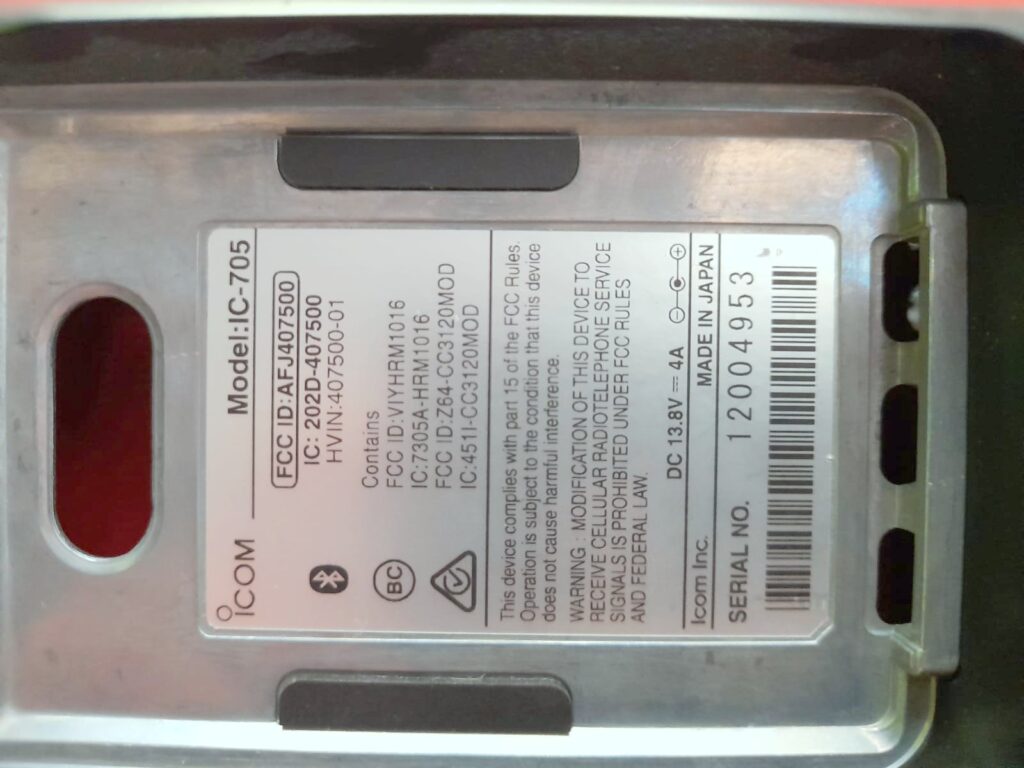 ICOM Model:IC-705
FCC ID:AFJ407500
IC: 202D-407500
HVIN:407500-01
BC
Contains
FCC ID:VIYHRM1016
IC:7305A-HRM1016
FCC ID:Z64-CC3120MOD
IC:451I-CC3120MOD
This device complies with part 15 of the FCC Rules.
Operation is subject to the condition that this device
does not cause harmful interference.
WARNING : MODIFICATION OF THIS DEVICE TO
RECEIVE CELLULAR RADIOTELEPHONE SERVICE
SIGNALS IS PROHIBITED UNDER FCC RULES
AND FEDERAL LAW.
DC 13.8V ⎓ 4A
Icom Inc. MADE IN JAPAN
SERIAL NO. 12004953